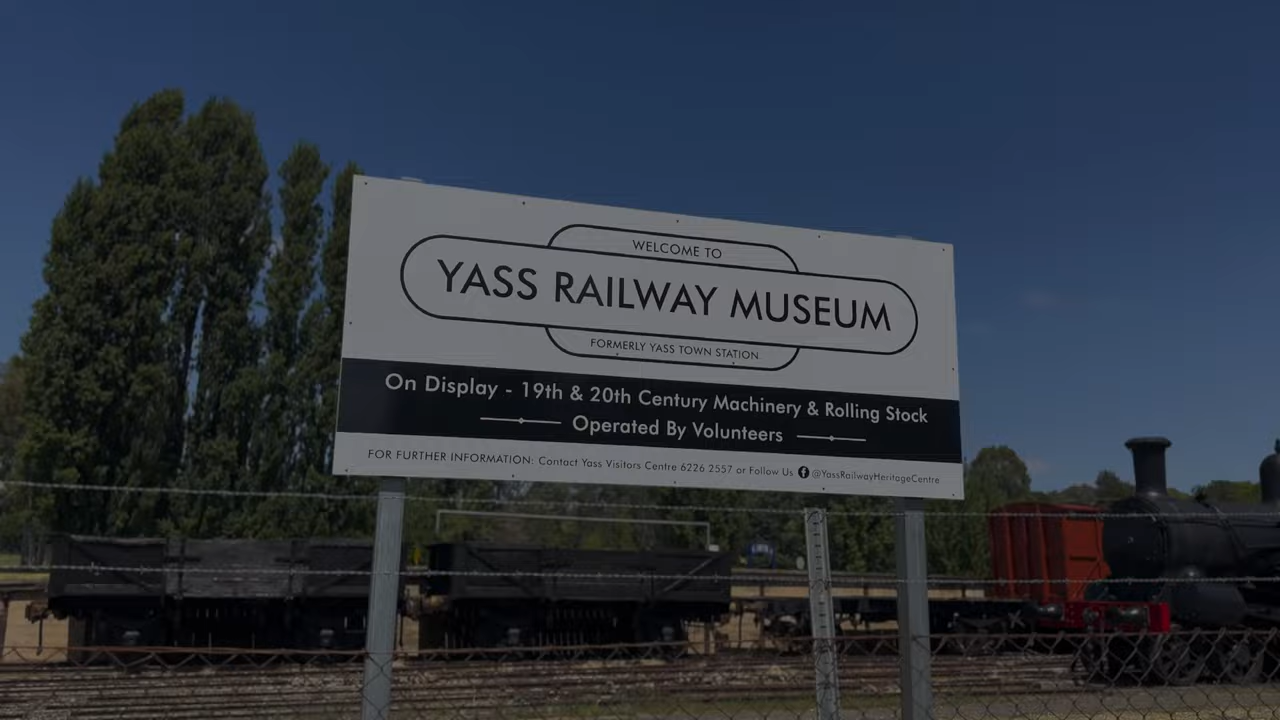 WELCOME TO
YASS RAILWAY MUSEUM
FORMERLY YASS TOWN STATION
On Display - 19th & 20th Century Machinery & Rolling Stock
Operated By Volunteers
FOR FURTHER INFORMATION: Contact Yass Visitors Centre 6226 2557 or Follow Us @YassRailwayHeritageCentre